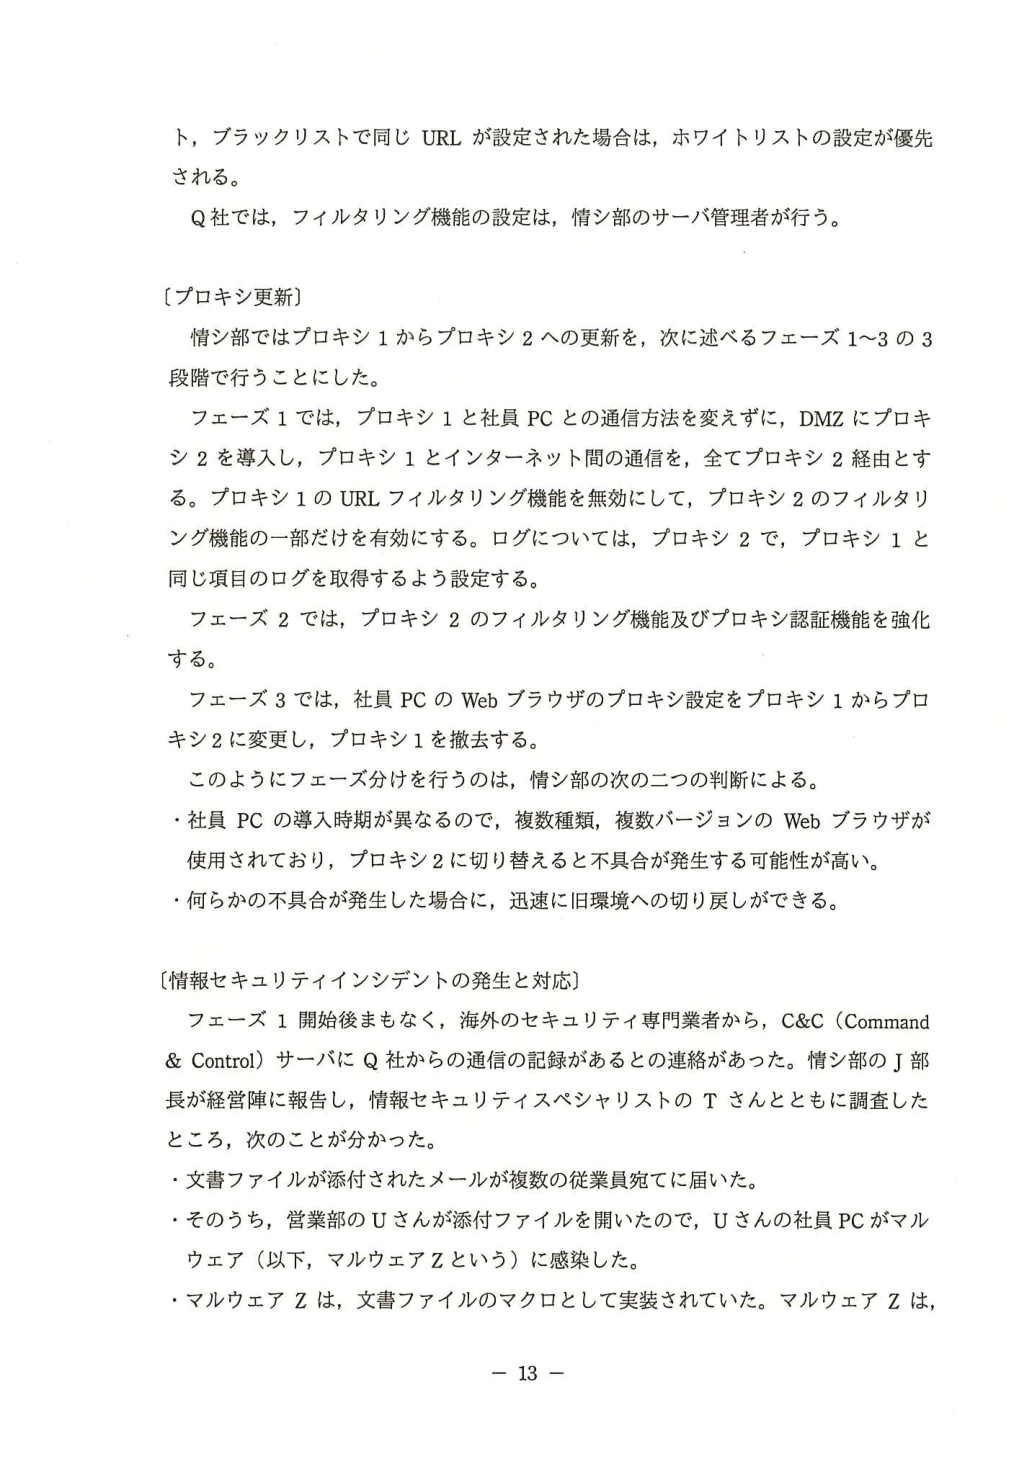 ト，ブラックリストで同じ URL が設定された場合は，ホワイトリストの設定が優先
される。
Q社では，フィルタリング機能の設定は，情シ部のサーバ管理者が行う。
〔プロキシ更新〕
情シ部ではプロキシ 1 からプロキシ 2 への更新を，次に述べるフェーズ 1～3 の 3
段階で行うことにした。
フェーズ 1 では，プロキシ 1 と社員 PC との通信方法を変えずに，DMZ にプロキ
シ 2 を導入し，プロキシ 1 とインターネット間の通信を，全てプロキシ 2 経由とす
る。プロキシ 1 の URL フィルタリング機能を無効にして，プロキシ 2 のフィルタリ
ング機能の一部だけを有効にする。ログについては，プロキシ 2 で，プロキシ 1 と
同じ項目のログを取得するよう設定する。
フェーズ 2 では，プロキシ 2 のフィルタリング機能及びプロキシ認証機能を強化
する。
フェーズ 3 では，社員 PC の Web ブラウザのプロキシ設定をプロキシ 1 からプロ
キシ 2 に変更し，プロキシ 1 を撤去する。
このようにフェーズ分けを行うのは，情シ部の次の二つの判断による。
・社員 PC の導入時期が異なるので，複数種類，複数バージョンの Web ブラウザが
使用されており，プロキシ 2 に切り替えると不具合が発生する可能性が高い。
・何らかの不具合が発生した場合に，迅速に旧環境への切り戻しができる。
〔情報セキュリティインシデントの発生と対応〕
フェーズ 1 開始後まもなく，海外のセキュリティ専門業者から，C&C（Command
& Control）サーバに Q 社からの通信の記録があるとの連絡があった。情シ部の J 部
長が経営陣に報告し，情報セキュリティスペシャリストの T さんとともに調査した
ところ，次のことが分かった。
・文書ファイルが添付されたメールが複数の従業員宛てに届いた。
・そのうち，営業部の U さんが添付ファイルを開いたので，U さんの社員 PC がマル
ウェア（以下，マルウェア Z という）に感染した。
・マルウェア Z は，文書ファイルのマクロとして実装されていた。マルウェア Z は，
－ 13 －